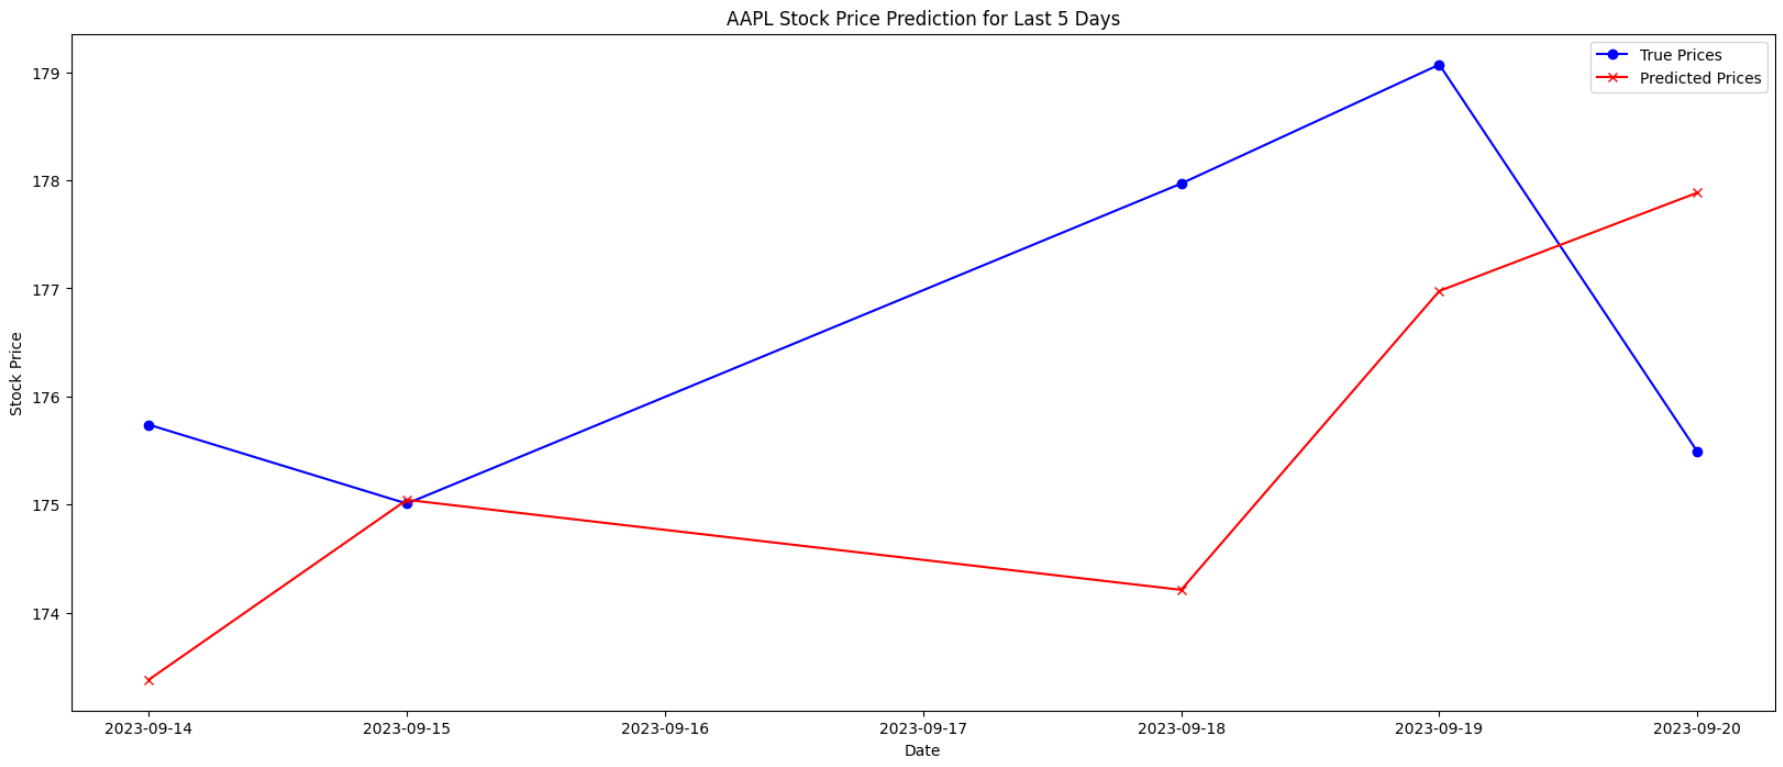 AAPL Stock Price Prediction for Last 5 Days
True Prices
Predicted Prices
179
178
177
176
175
174
Stock Price
2023-09-14 2023-09-15 2023-09-16 2023-09-17 2023-09-18 2023-09-19 2023-09-20
Date